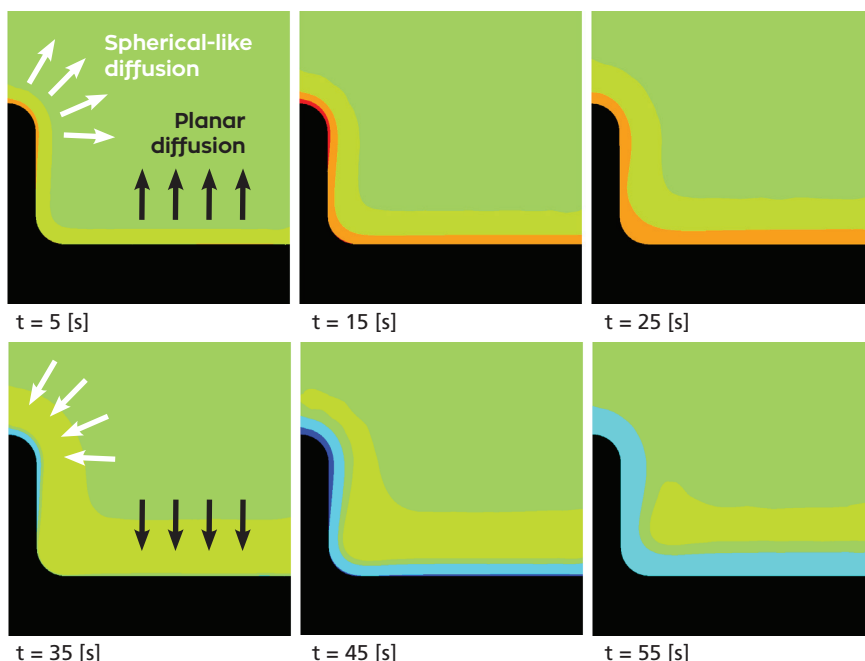 Spherical-like
diffusion
Planar
diffusion
t = 5 [s]
t = 15 [s]
t = 25 [s]
t = 35 [s]
t = 45 [s]
t = 55 [s]